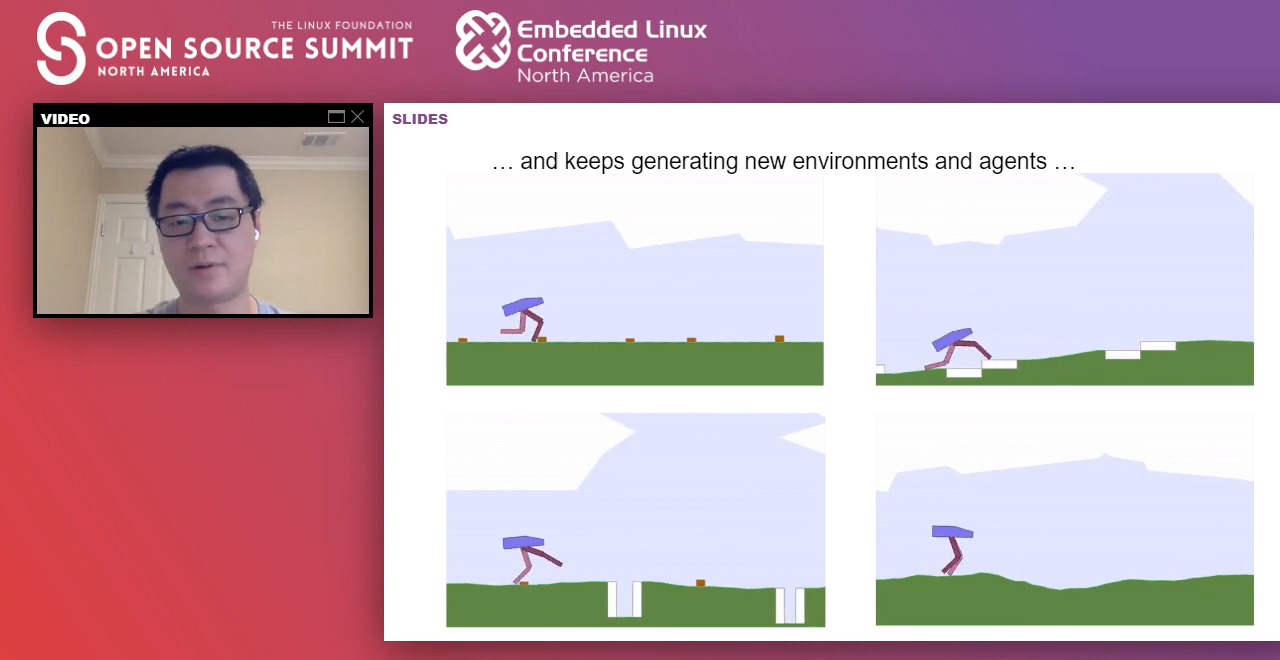 THE LINUX FOUNDATION
OPEN SOURCE SUMMIT
NORTH AMERICA
Embedded Linux
Conference
North America
VIDEO
SLIDES
… and keeps generating new environments and agents …